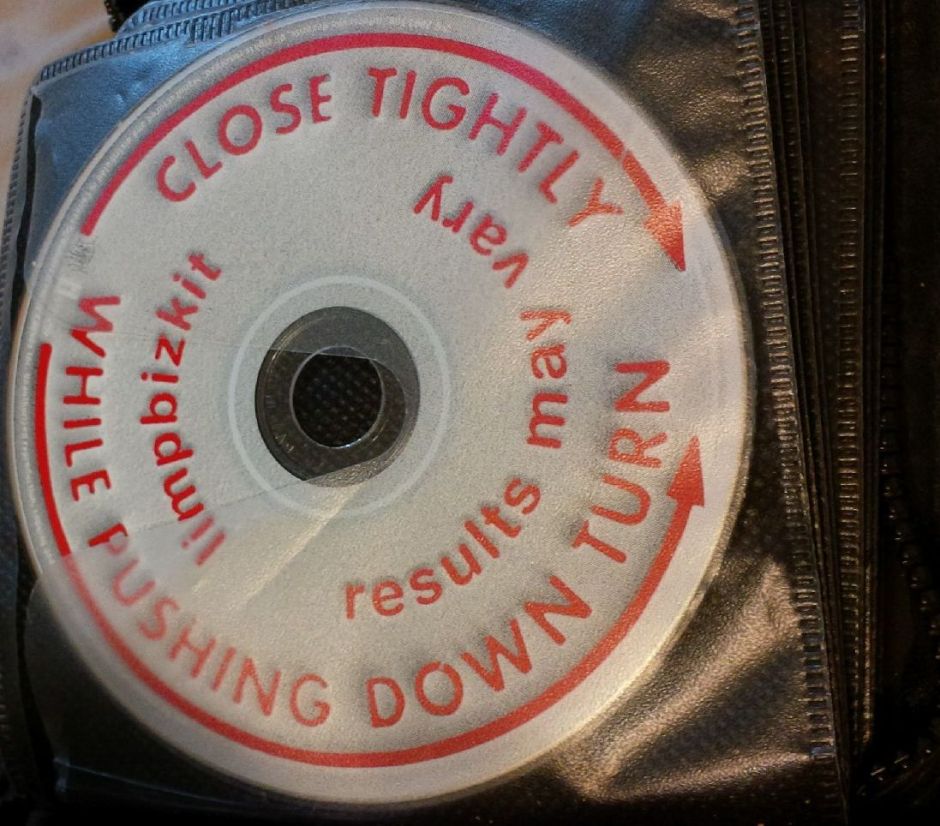 CLOSE TIGHTLY
WHILE PUSHING DOWN TURN
limpbizkit
results may vary